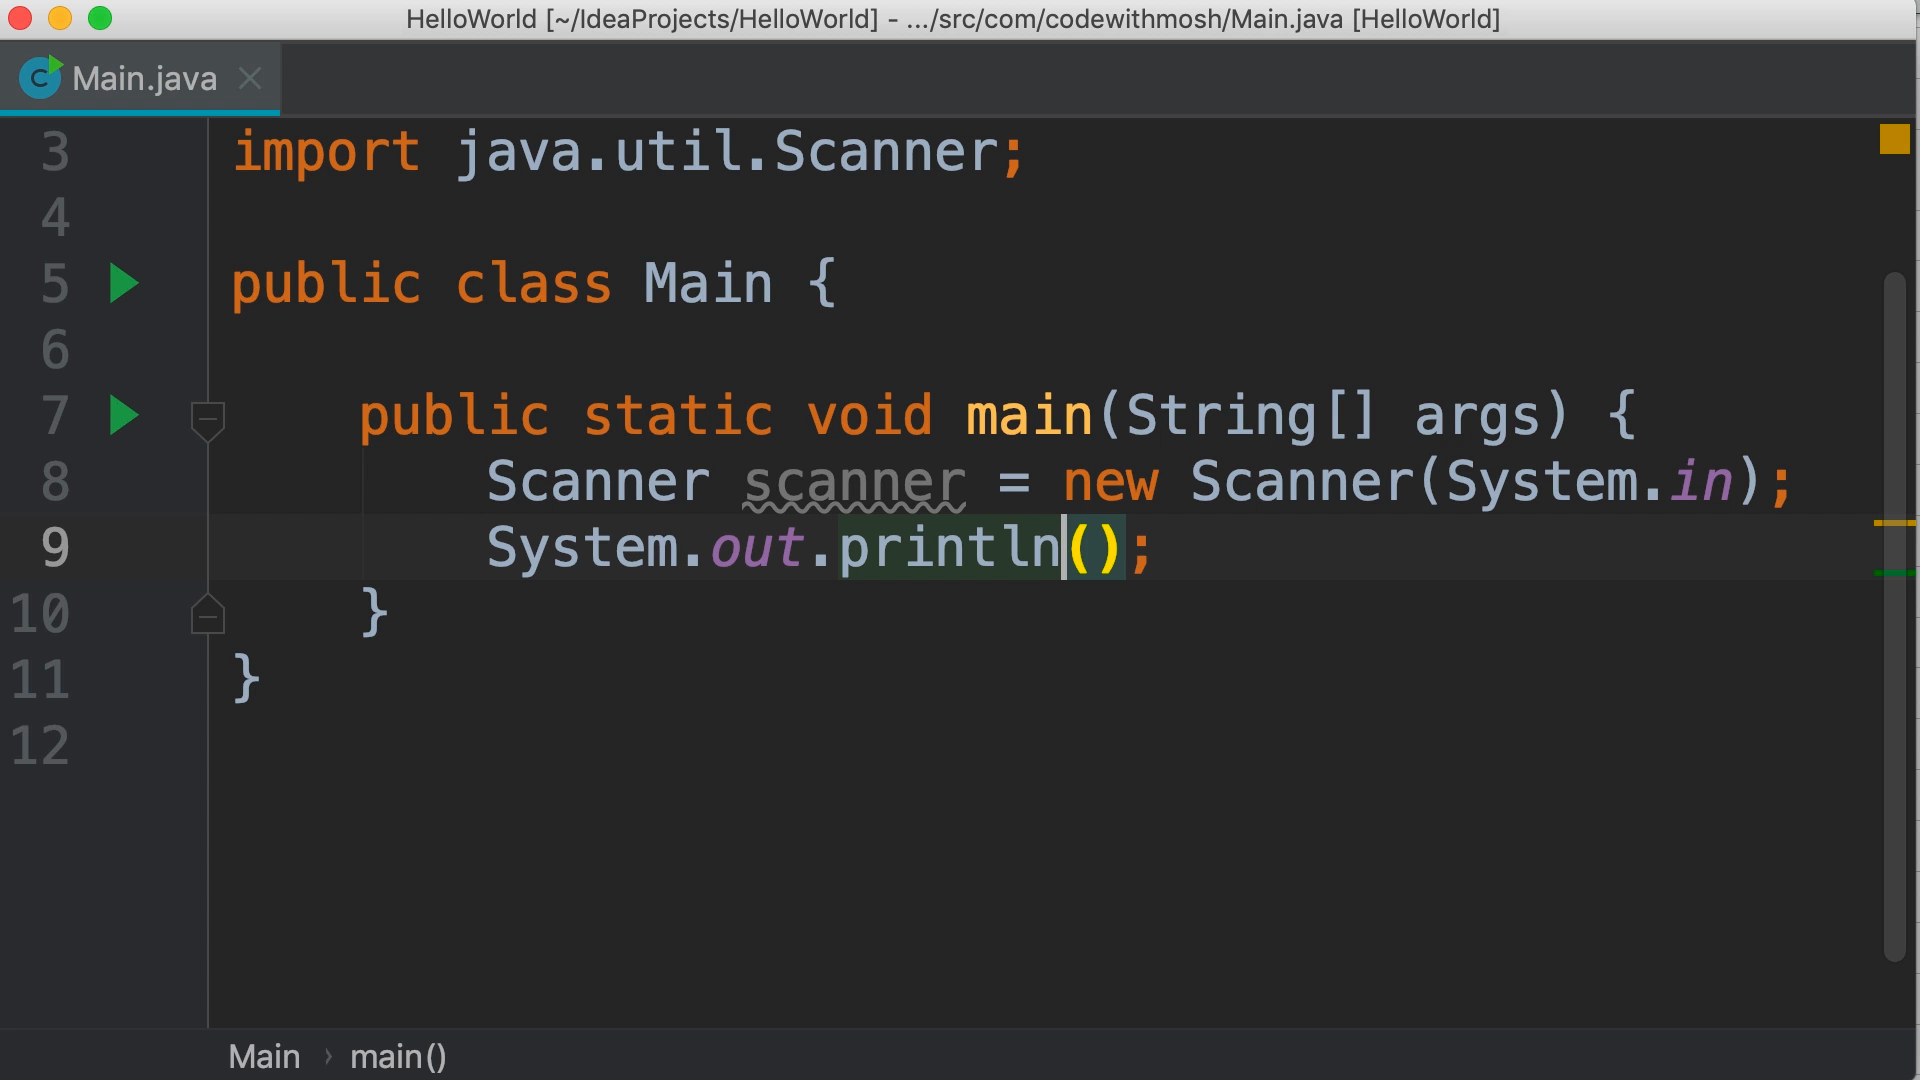 HelloWorld [~/IdeaProjects/HelloWorld] - .../src/com/codewithmosh/Main.java [HelloWorld]
C Main.java
3 import java.util.Scanner;
4
5 public class Main {
6
7 public static void main(String[] args) {
8 Scanner scanner = new Scanner(System.in);
9 System.out.println();
10 }
11 }
12
Main › main()